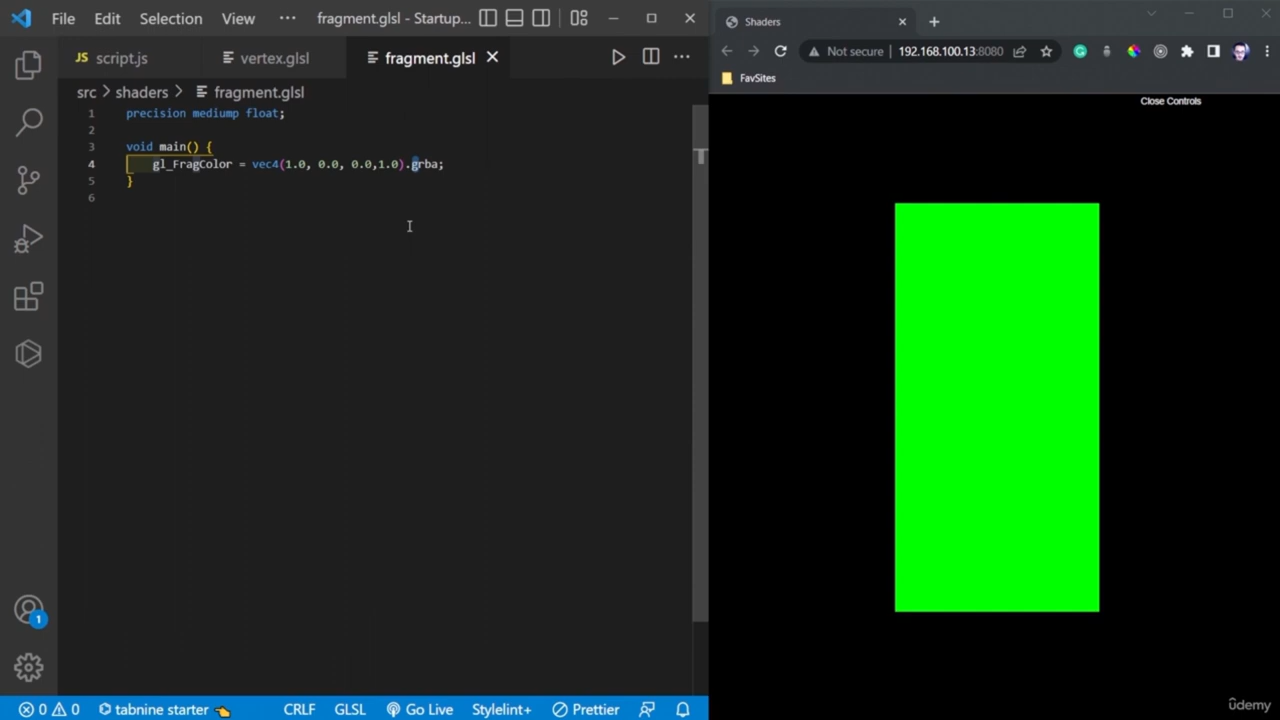 File Edit Selection View ··· fragment.glsl - Startup...
JS script.js vertex.glsl fragment.glsl
src > shaders > fragment.glsl
1 precision mediump float;
2
3 void main() {
4 gl_FragColor = vec4(1.0, 0.0, 0.0,1.0).grba;
5 }
6
1
0 0 tabnine starter CRLF GLSL Go Live Stylelint+ Prettier
Shaders
Not secure 192.168.100.13:8080
FavSites
Close Controls
ûdemy